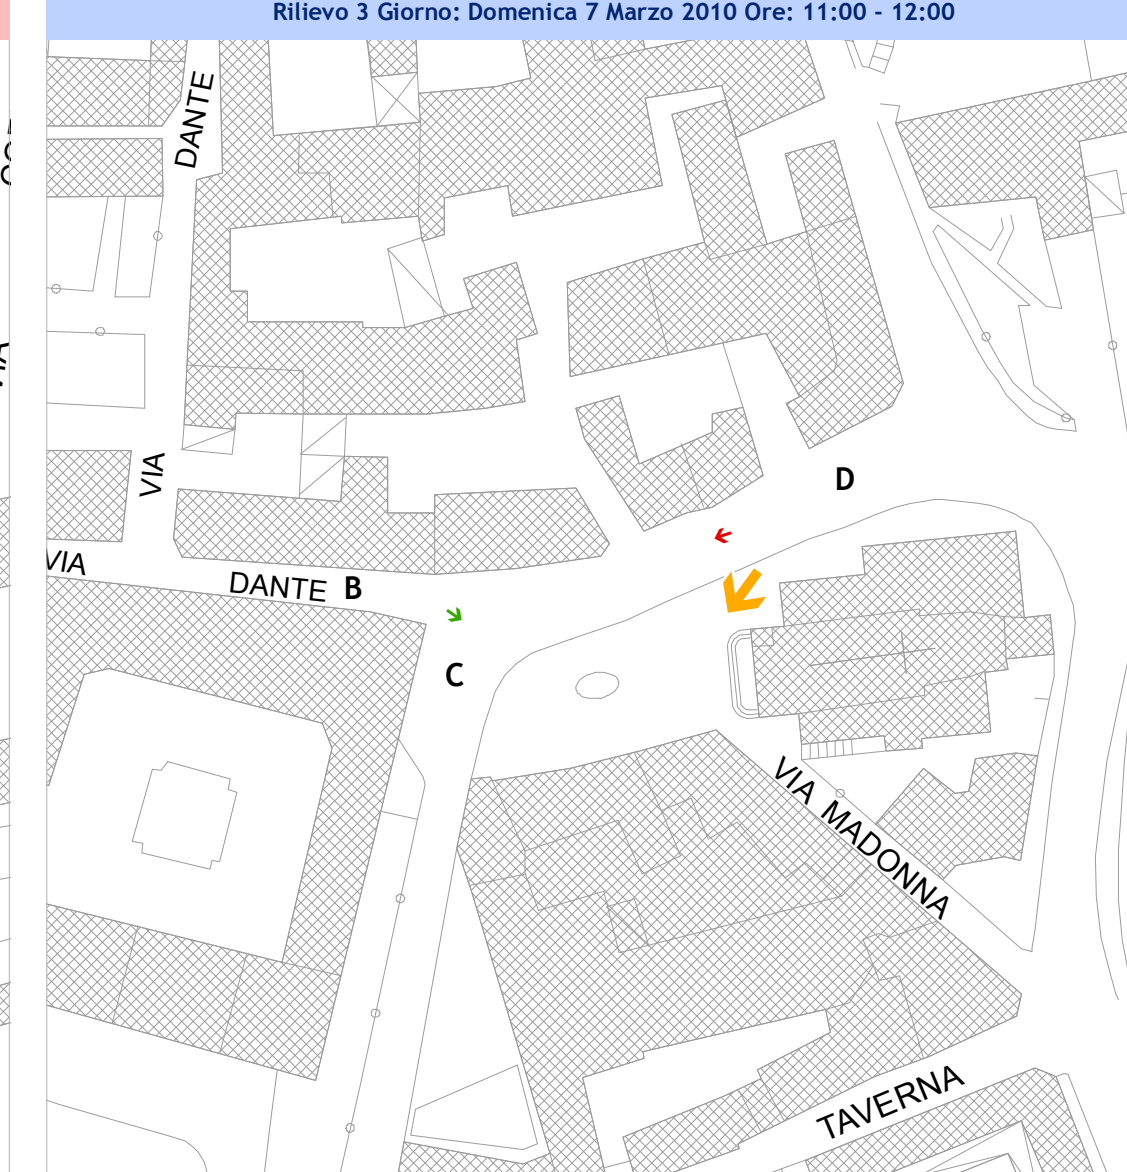 Rilievo 3 Giorno: Domenica 7 Marzo 2010 Ore: 11:00 - 12:00
DANTE
VIA
D
VIA
DANTE B
C
VIA MADONNA
TAVERNA